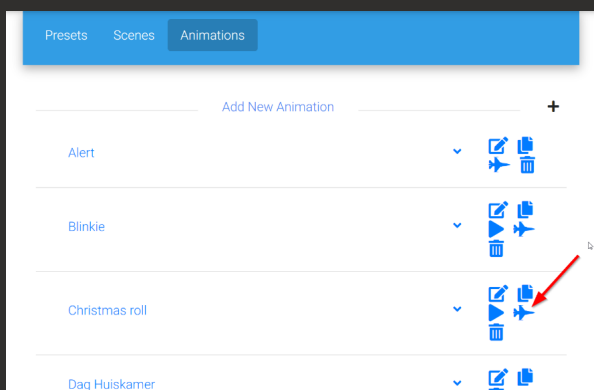 Presets Scenes Animations
Add New Animation
Alert
Blinkie
Christmas roll
Dag Huiskamer